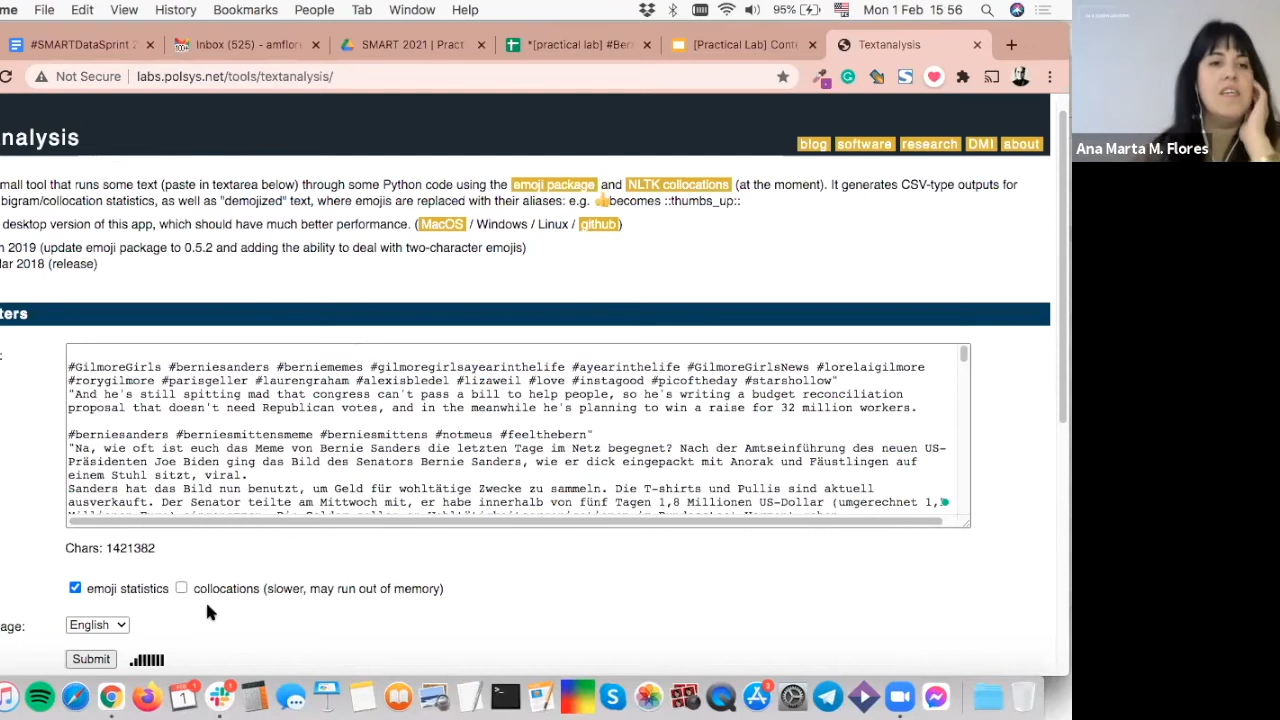 me File Edit View History Bookmarks People Tab Window Help 95% Mon 1 Feb 15 56
#SMARTDataSprint 2 × Inbox (525) - amflore × SMART 2021 | Pract × *[practical lab] #Ber × [Practical Lab] Conte × Textanalysis × +
Not Secure labs.polsys.net/tools/textanalysis/
nalysis
blog software research DMI about
mall tool that runs some text (paste in textarea below) through some Python code using the emoji package and NLTK collocations (at the moment). It generates CSV-type outputs for
bigram/collocation statistics, as well as "demojized" text, where emojis are replaced with their aliases: e.g. 👍becomes ::thumbs_up::
desktop version of this app, which should have much better performance. (MacOS / Windows / Linux / github)
n 2019 (update emoji package to 0.5.2 and adding the ability to deal with two-character emojis)
ar 2018 (release)
ters
:
#GilmoreGirls #berniesanders #berniememes #gilmoregirlsayearinthelife #ayearinthelife #GilmoreGirlsNews #lorelaigilmore
#rorygilmore #parisgeller #laurengraham #alexisbledel #lizaweil #love #instagood #picoftheday #starshollow"
"And he's still spitting mad that congress can't pass a bill to help people, so he's writing a budget reconciliation
proposal that doesn't need Republican votes, and in the meanwhile he's planning to win a raise for 32 million workers.
#berniesanders #berniesmittensmeme #berniesmittens #notmeus #feelthebern"
"Na, wie oft ist euch das Meme von Bernie Sanders die letzten Tage im Netz begegnet? Nach der Amtseinführung des neuen US-
Präsidenten Joe Biden ging das Bild des Senators Bernie Sanders, wie er dick eingepackt mit Anorak und Fäustlingen auf
einem Stuhl sitzt, viral.
Sanders hat das Bild nun benutzt, um Geld für wohltätige Zwecke zu sammeln. Die T-shirts und Pullis sind aktuell
ausverkauft. Der Senator teilte am Mittwoch mit, er habe innerhalb von fünf Tagen 1,8 Millionen US-Dollar (umgerechnet 1,
Chars: 1421382
emoji statistics collocations (slower, may run out of memory)
age: English
Submit
Ana Marta M. Flores